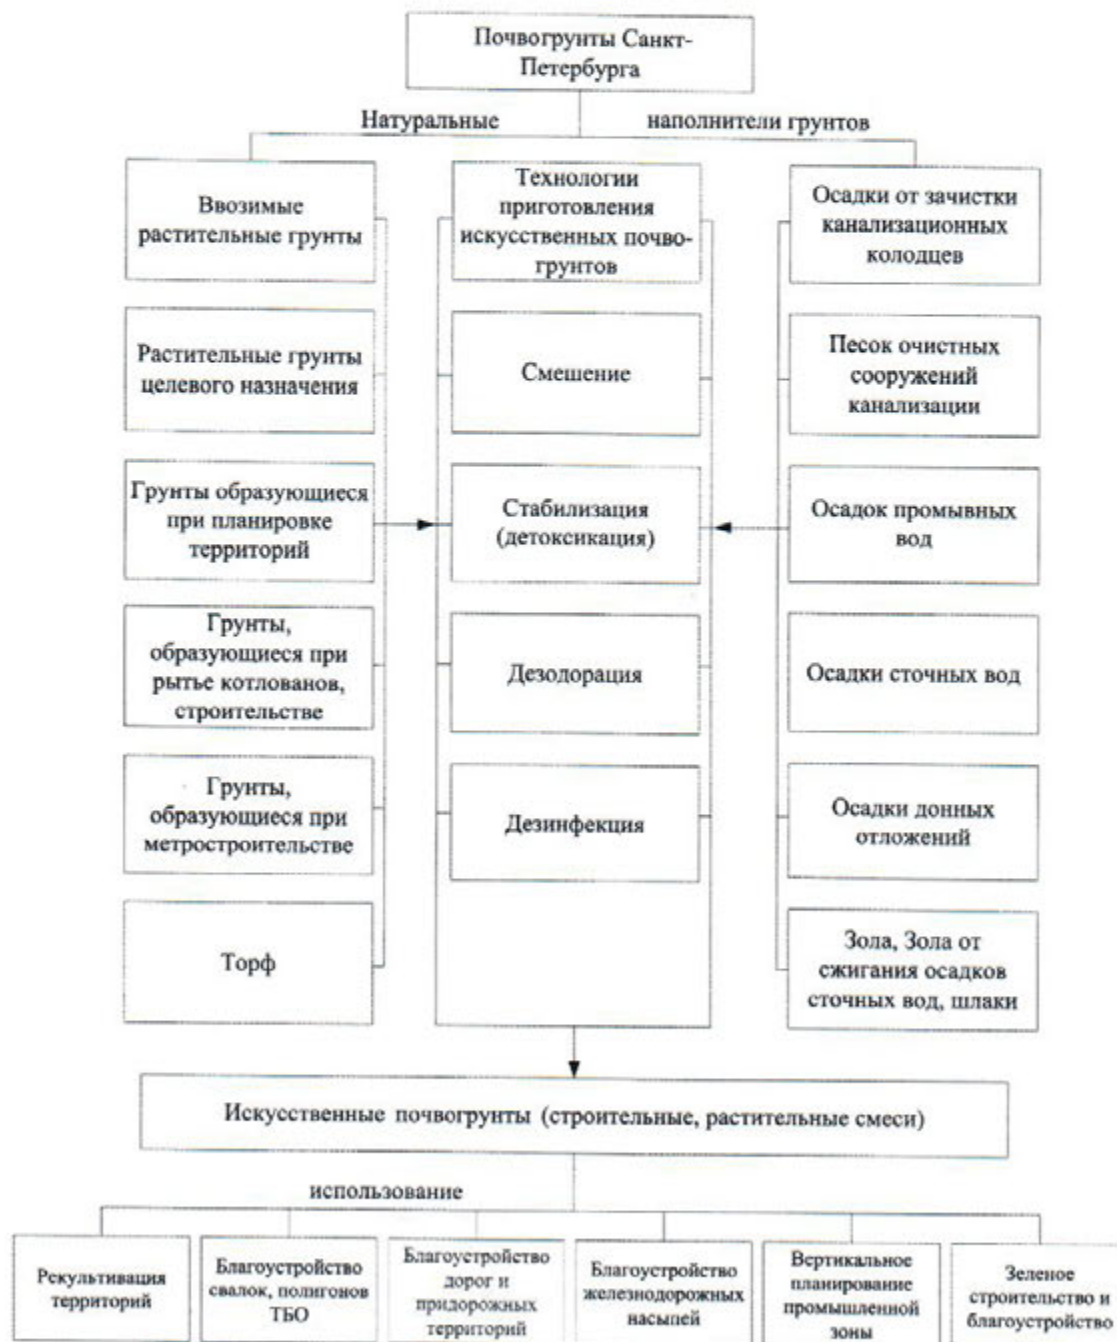 Почвогрунты Санкт-
Петербурга
Натуральные
наполнители грунтов
Ввозимые
растительные грунты
Растительные грунты
целевого назначения
Грунты образующиеся
при планировке
территорий
Грунты,
образующиеся при
рытье котлованов,
строительстве
Грунты,
образующиеся при
метростроительстве
Торф
Технологии
приготовления
искусственных почво-
грунтов
Смешение
Стабилизация
(детоксикация)
Дезодорация
Дезинфекция
Осадки от зачистки
канализационных
колодцев
Песок очистных
сооружений
канализации
Осадок промывных
вод
Осадки сточных вод
Осадки донных
отложений
Зола, Зола от
сжигания осадков
сточных вод, шлаки
Искусственные почвогрунты (строительные, растительные смеси)
использование
Рекультивация
территорий
Благоустройство
свалок, полигонов
ТБО
Благоустройство
дорог и
придорожных
территорий
Благоустройство
железнодорожных
насыпей
Вертикальное
планирование
промышленной
зоны
Зеленое
строительство и
благоустройство